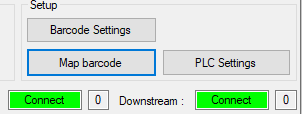 Setup
Barcode Settings
Map barcode PLC Settings
Connect 0 Downstream : Connect 0